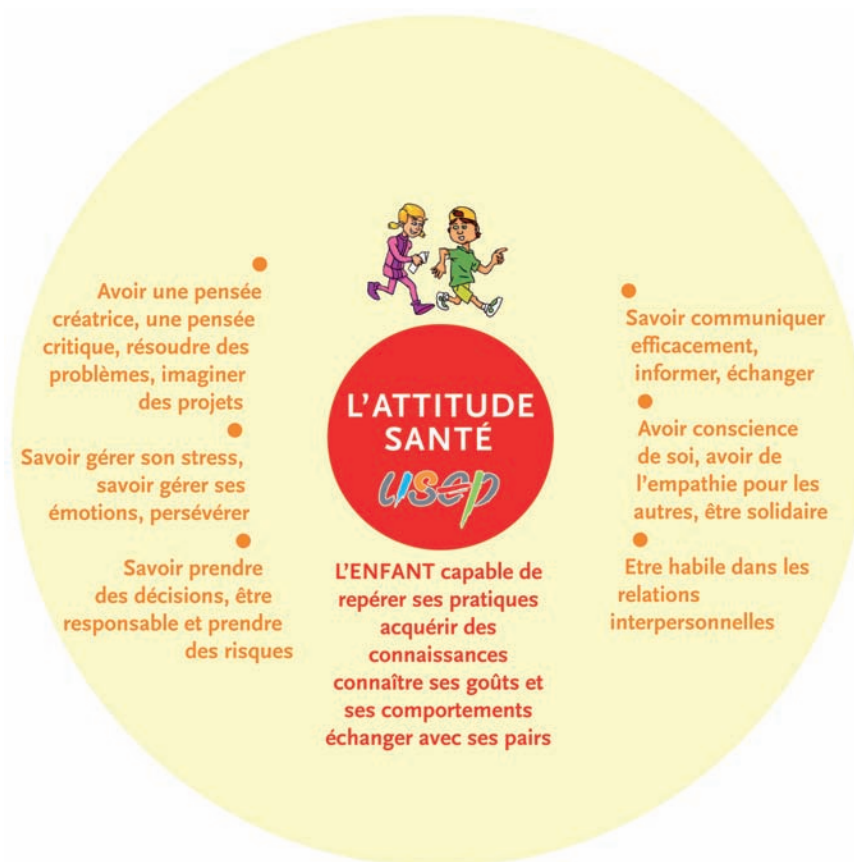 Avoir une pensée
créatrice, une pensée
critique, résoudre des
problèmes, imaginer
des projets
Savoir gérer son stress,
savoir gérer ses
émotions, persévérer
Savoir prendre
des décisions, être
responsable et prendre
des risques
L'ATTITUDE
SANTÉ
usep
L'ENFANT capable de
repérer ses pratiques
acquérir des
connaissances
connaître ses goûts et
ses comportements
échanger avec ses pairs
Savoir communiquer
efficacement,
informer, échanger
Avoir conscience
de soi, avoir de
l'empathie pour les
autres, être solidaire
Etre habile dans les
relations
interpersonnelles